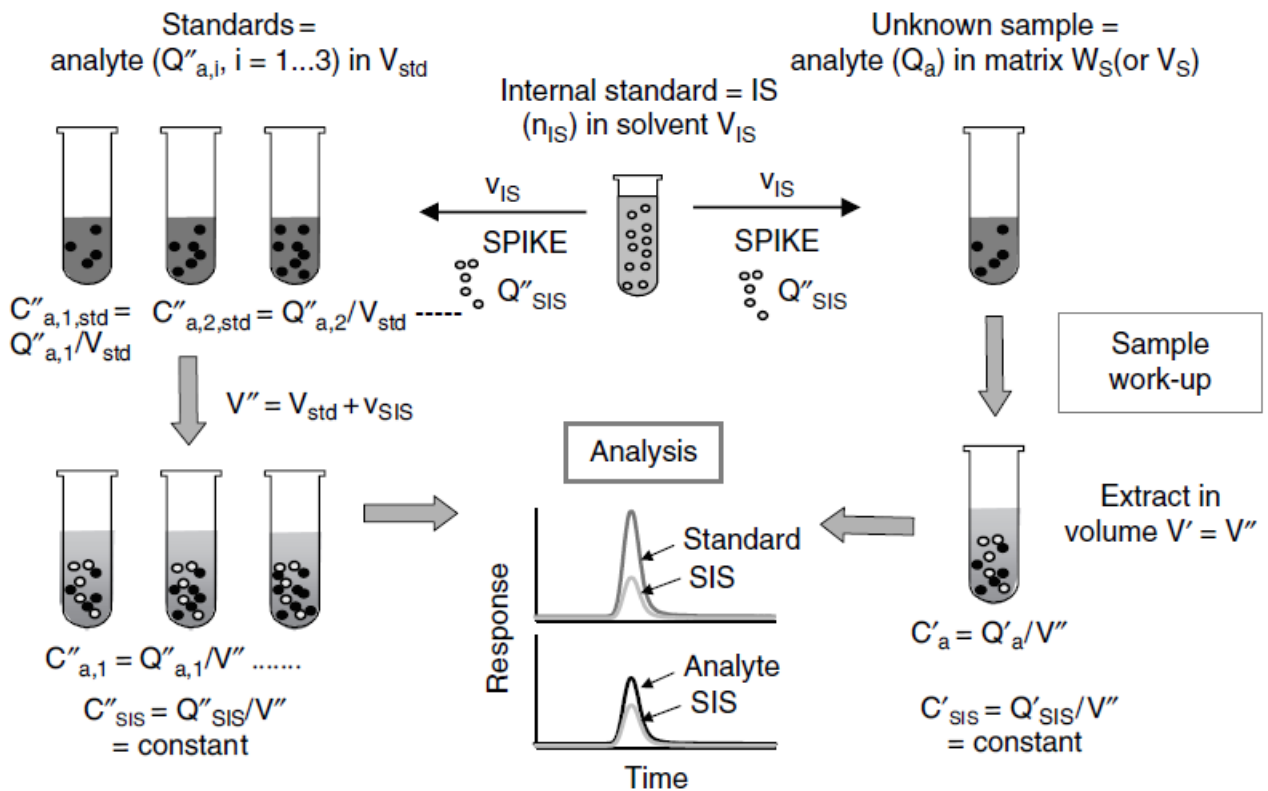 Standards =
analyte (Q″a,i, i = 1...3) in Vstd
Unknown sample =
analyte (Qa) in matrix WS(or VS)
Internal standard = IS
(nIS) in solvent VIS
vIS
SPIKE
Q″SIS
vIS
SPIKE
Q″SIS
C″a,1,std =
Q″a,1/Vstd
C″a,2,std = Q″a,2/Vstd -----
V″ = Vstd + vSIS
Sample
work-up
Analysis
Extract in
volume V′ = V″
Standard
SIS
Analyte
SIS
Response
Time
C″a,1 = Q″a,1/V″ .......
C″SIS = Q″SIS/V″
= constant
C′a = Q′a/V″
C′SIS = Q′SIS/V″
= constant